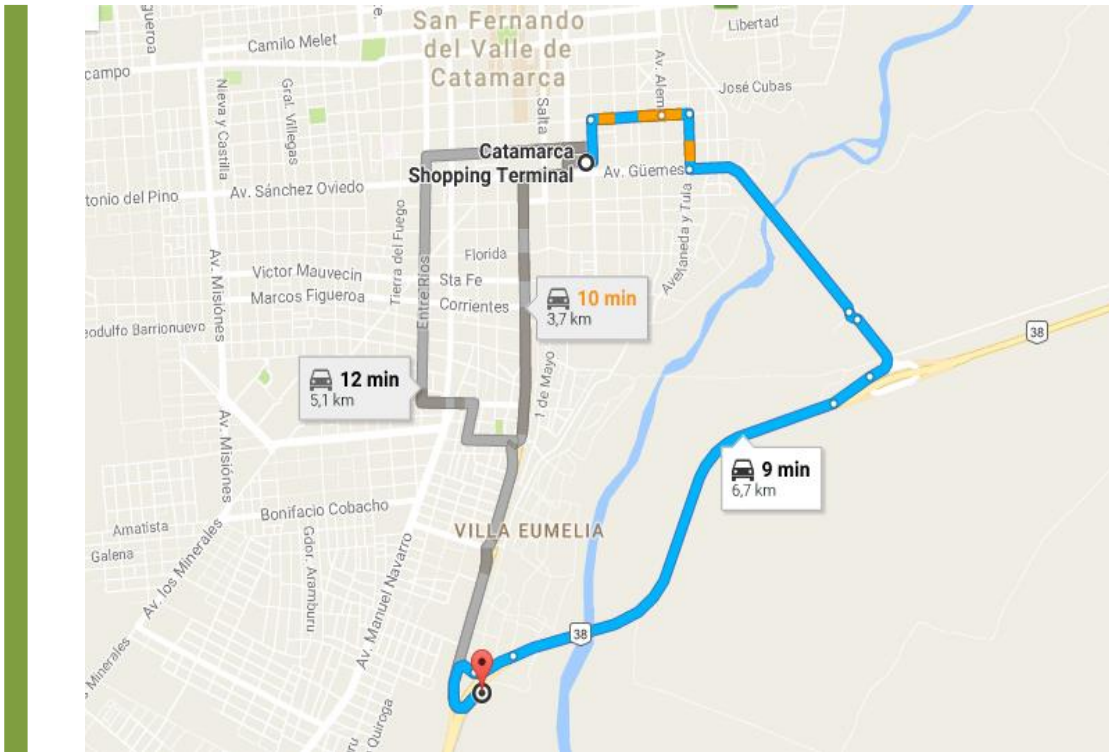 San Fernando
del Valle de
Catamarca
Libertad
Camilo Melet
ocampo
Nieva y Castilla
Gral. Villegas
Salta
Av. Alem
José Cubas
Catamarca
Shopping Terminal
Av. Güemes
Av. Sánchez Oviedo
tonio del Pino
Tierra del Fuego
Entre Ríos
Florida
Sta Fe
Corrientes
Avellaneda y Tula
Av. Misiónes
Victor Mauvecin
Marcos Figueroa
eodulfo Barrionuevo
10 min
3,7 km
38
12 min
5,1 km
1 de Mayo
Av. Misiónes
9 min
6,7 km
Bonifacio Cobacho
VILLA EUMELIA
Amatista
Galena
Gdor. Aramburu
Av. los Minerales
Av. Manuel Navarro
38
s Minerales
Quiroga